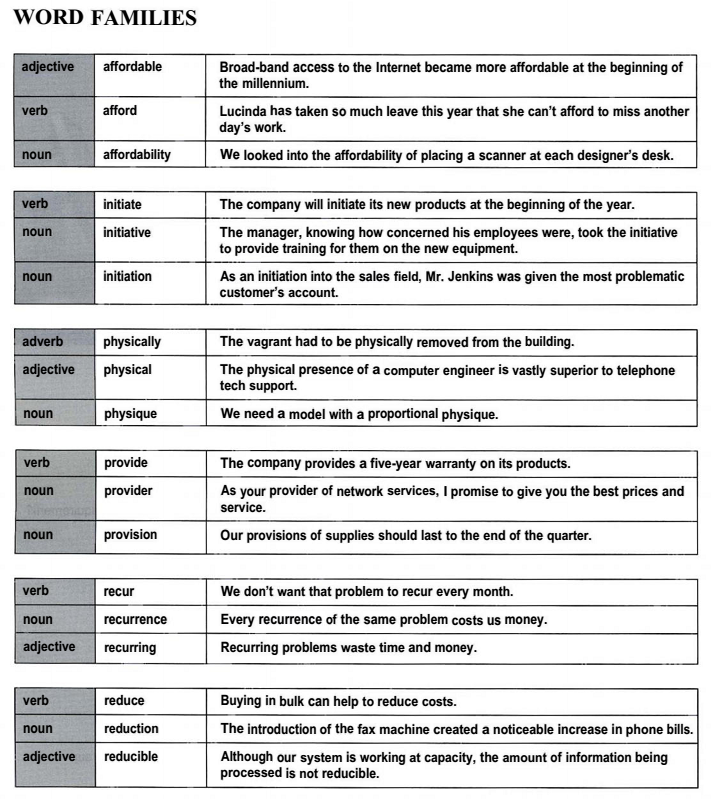 WORD FAMILIES
adjective affordable Broad-band access to the Internet became more affordable at the beginning of
the millennium.
verb afford Lucinda has taken so much leave this year that she can't afford to miss another
day's work.
noun affordability We looked into the affordability of placing a scanner at each designer's desk.
verb initiate The company will initiate its new products at the beginning of the year.
noun initiative The manager, knowing how concerned his employees were, took the initiative
to provide training for them on the new equipment.
noun initiation As an initiation into the sales field, Mr. Jenkins was given the most problematic
customer's account.
adverb physically The vagrant had to be physically removed from the building.
adjective physical The physical presence of a computer engineer is vastly superior to telephone
tech support.
noun physique We need a model with a proportional physique.
verb provide The company provides a five-year warranty on its products.
noun provider As your provider of network services, I promise to give you the best prices and
service.
noun provision Our provisions of supplies should last to the end of the quarter.
verb recur We don't want that problem to recur every month.
noun recurrence Every recurrence of the same problem costs us money.
adjective recurring Recurring problems waste time and money.
verb reduce Buying in bulk can help to reduce costs.
noun reduction The introduction of the fax machine created a noticeable increase in phone bills.
adjective reducible Although our system is working at capacity, the amount of information being
processed is not reducible.